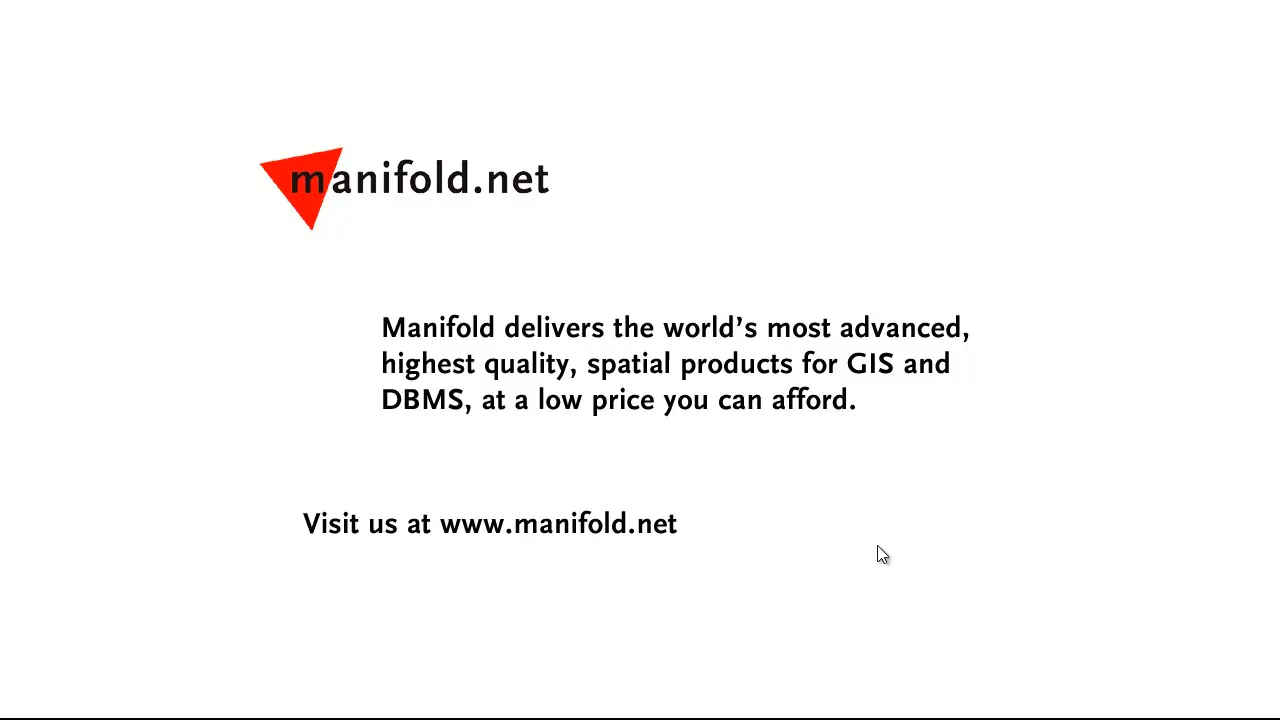 manifold.net
Manifold delivers the world’s most advanced,
highest quality, spatial products for GIS and
DBMS, at a low price you can afford.
Visit us at www.manifold.net